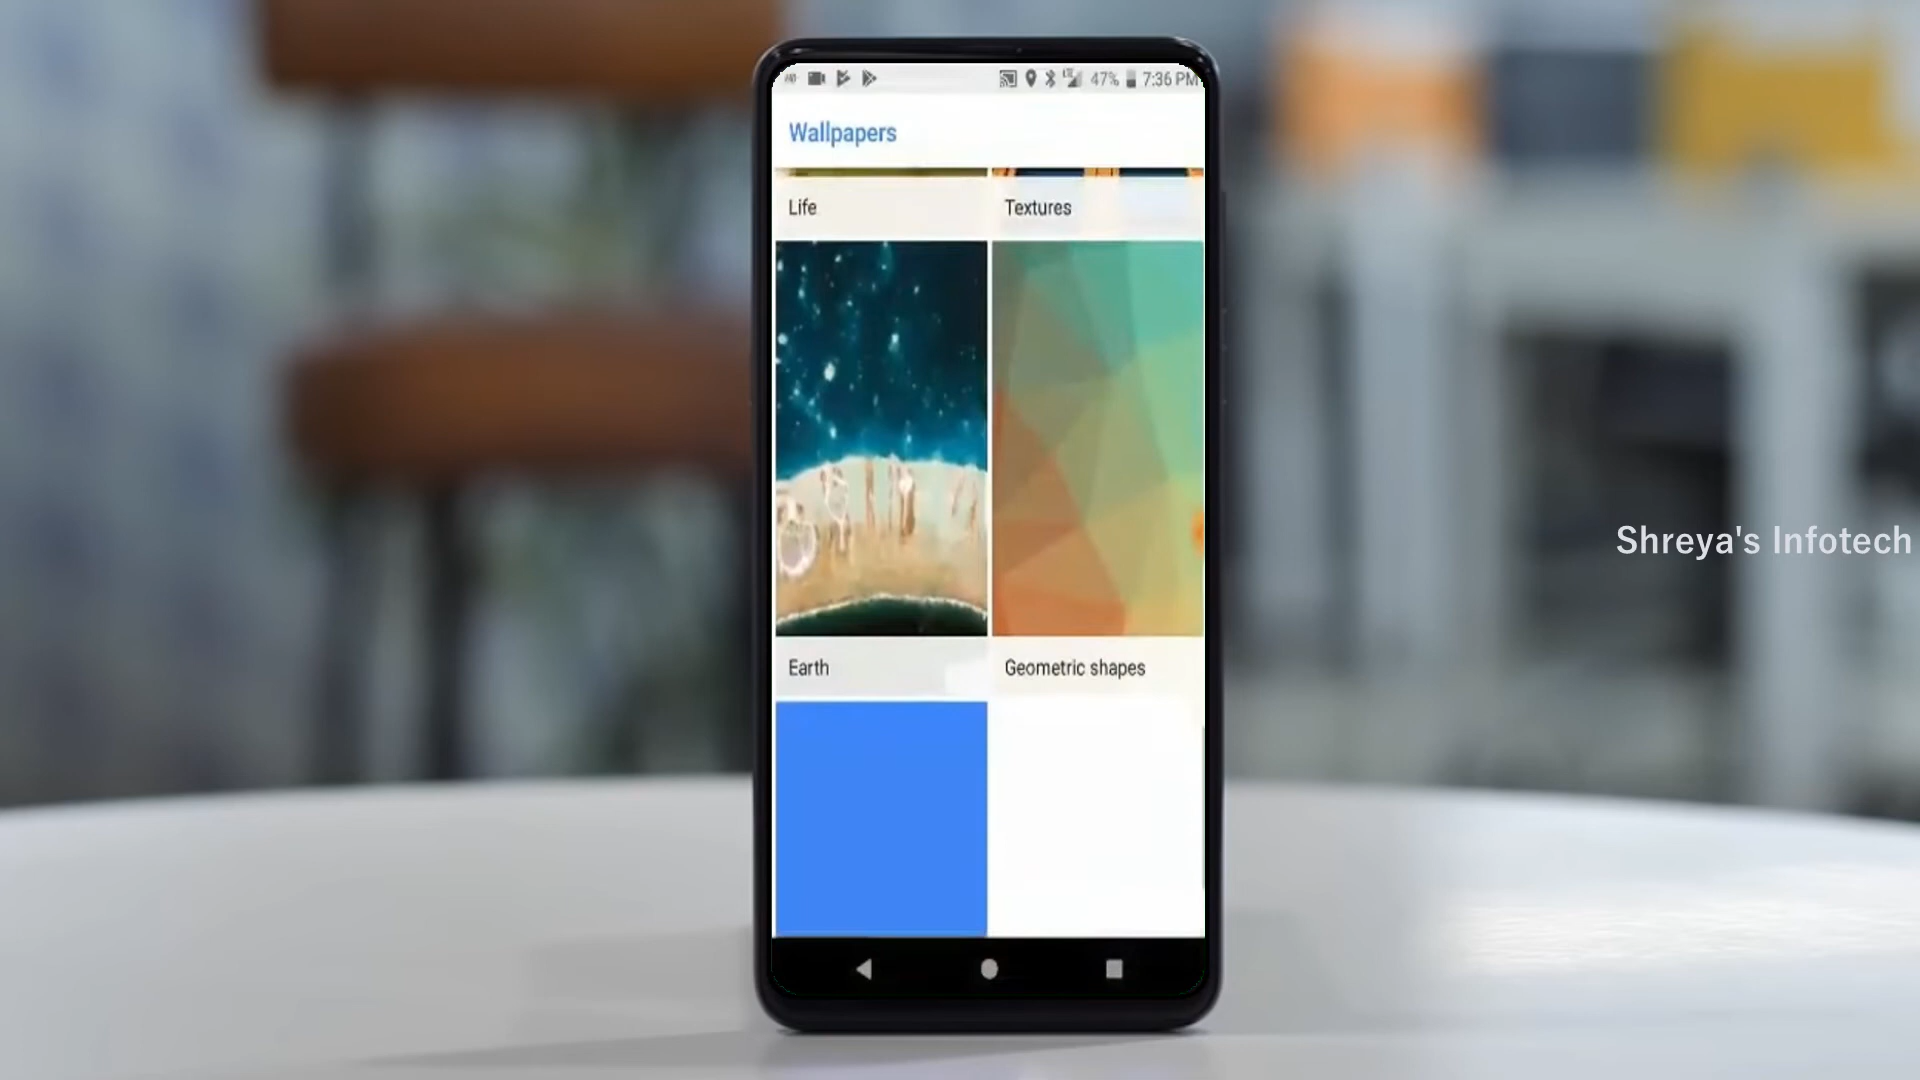 47% 7:36 PM
Wallpapers
Life
Textures
Earth
Geometric shapes
Shreya's Infotech